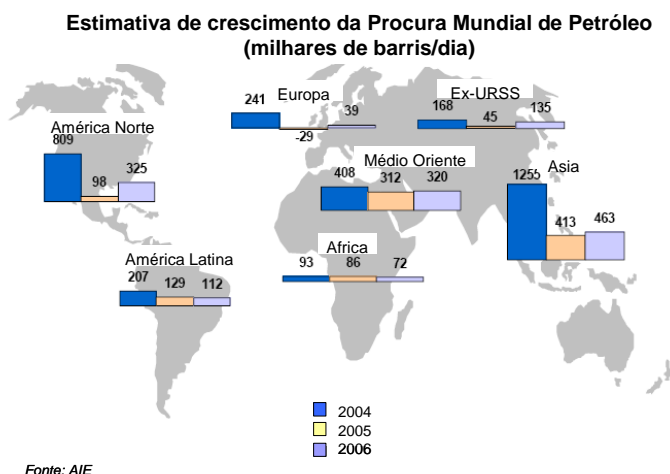 Estimativa de crescimento da Procura Mundial de Petróleo
(milhares de barris/dia)
Europa
241
-29
39
Ex-URSS
168
45
135
América Norte
809
98
325
Médio Oriente
408
312
320
Asia
1255
413
463
América Latina
207
129
112
Africa
93
86
72
2004
2005
2006
Fonte: AIE